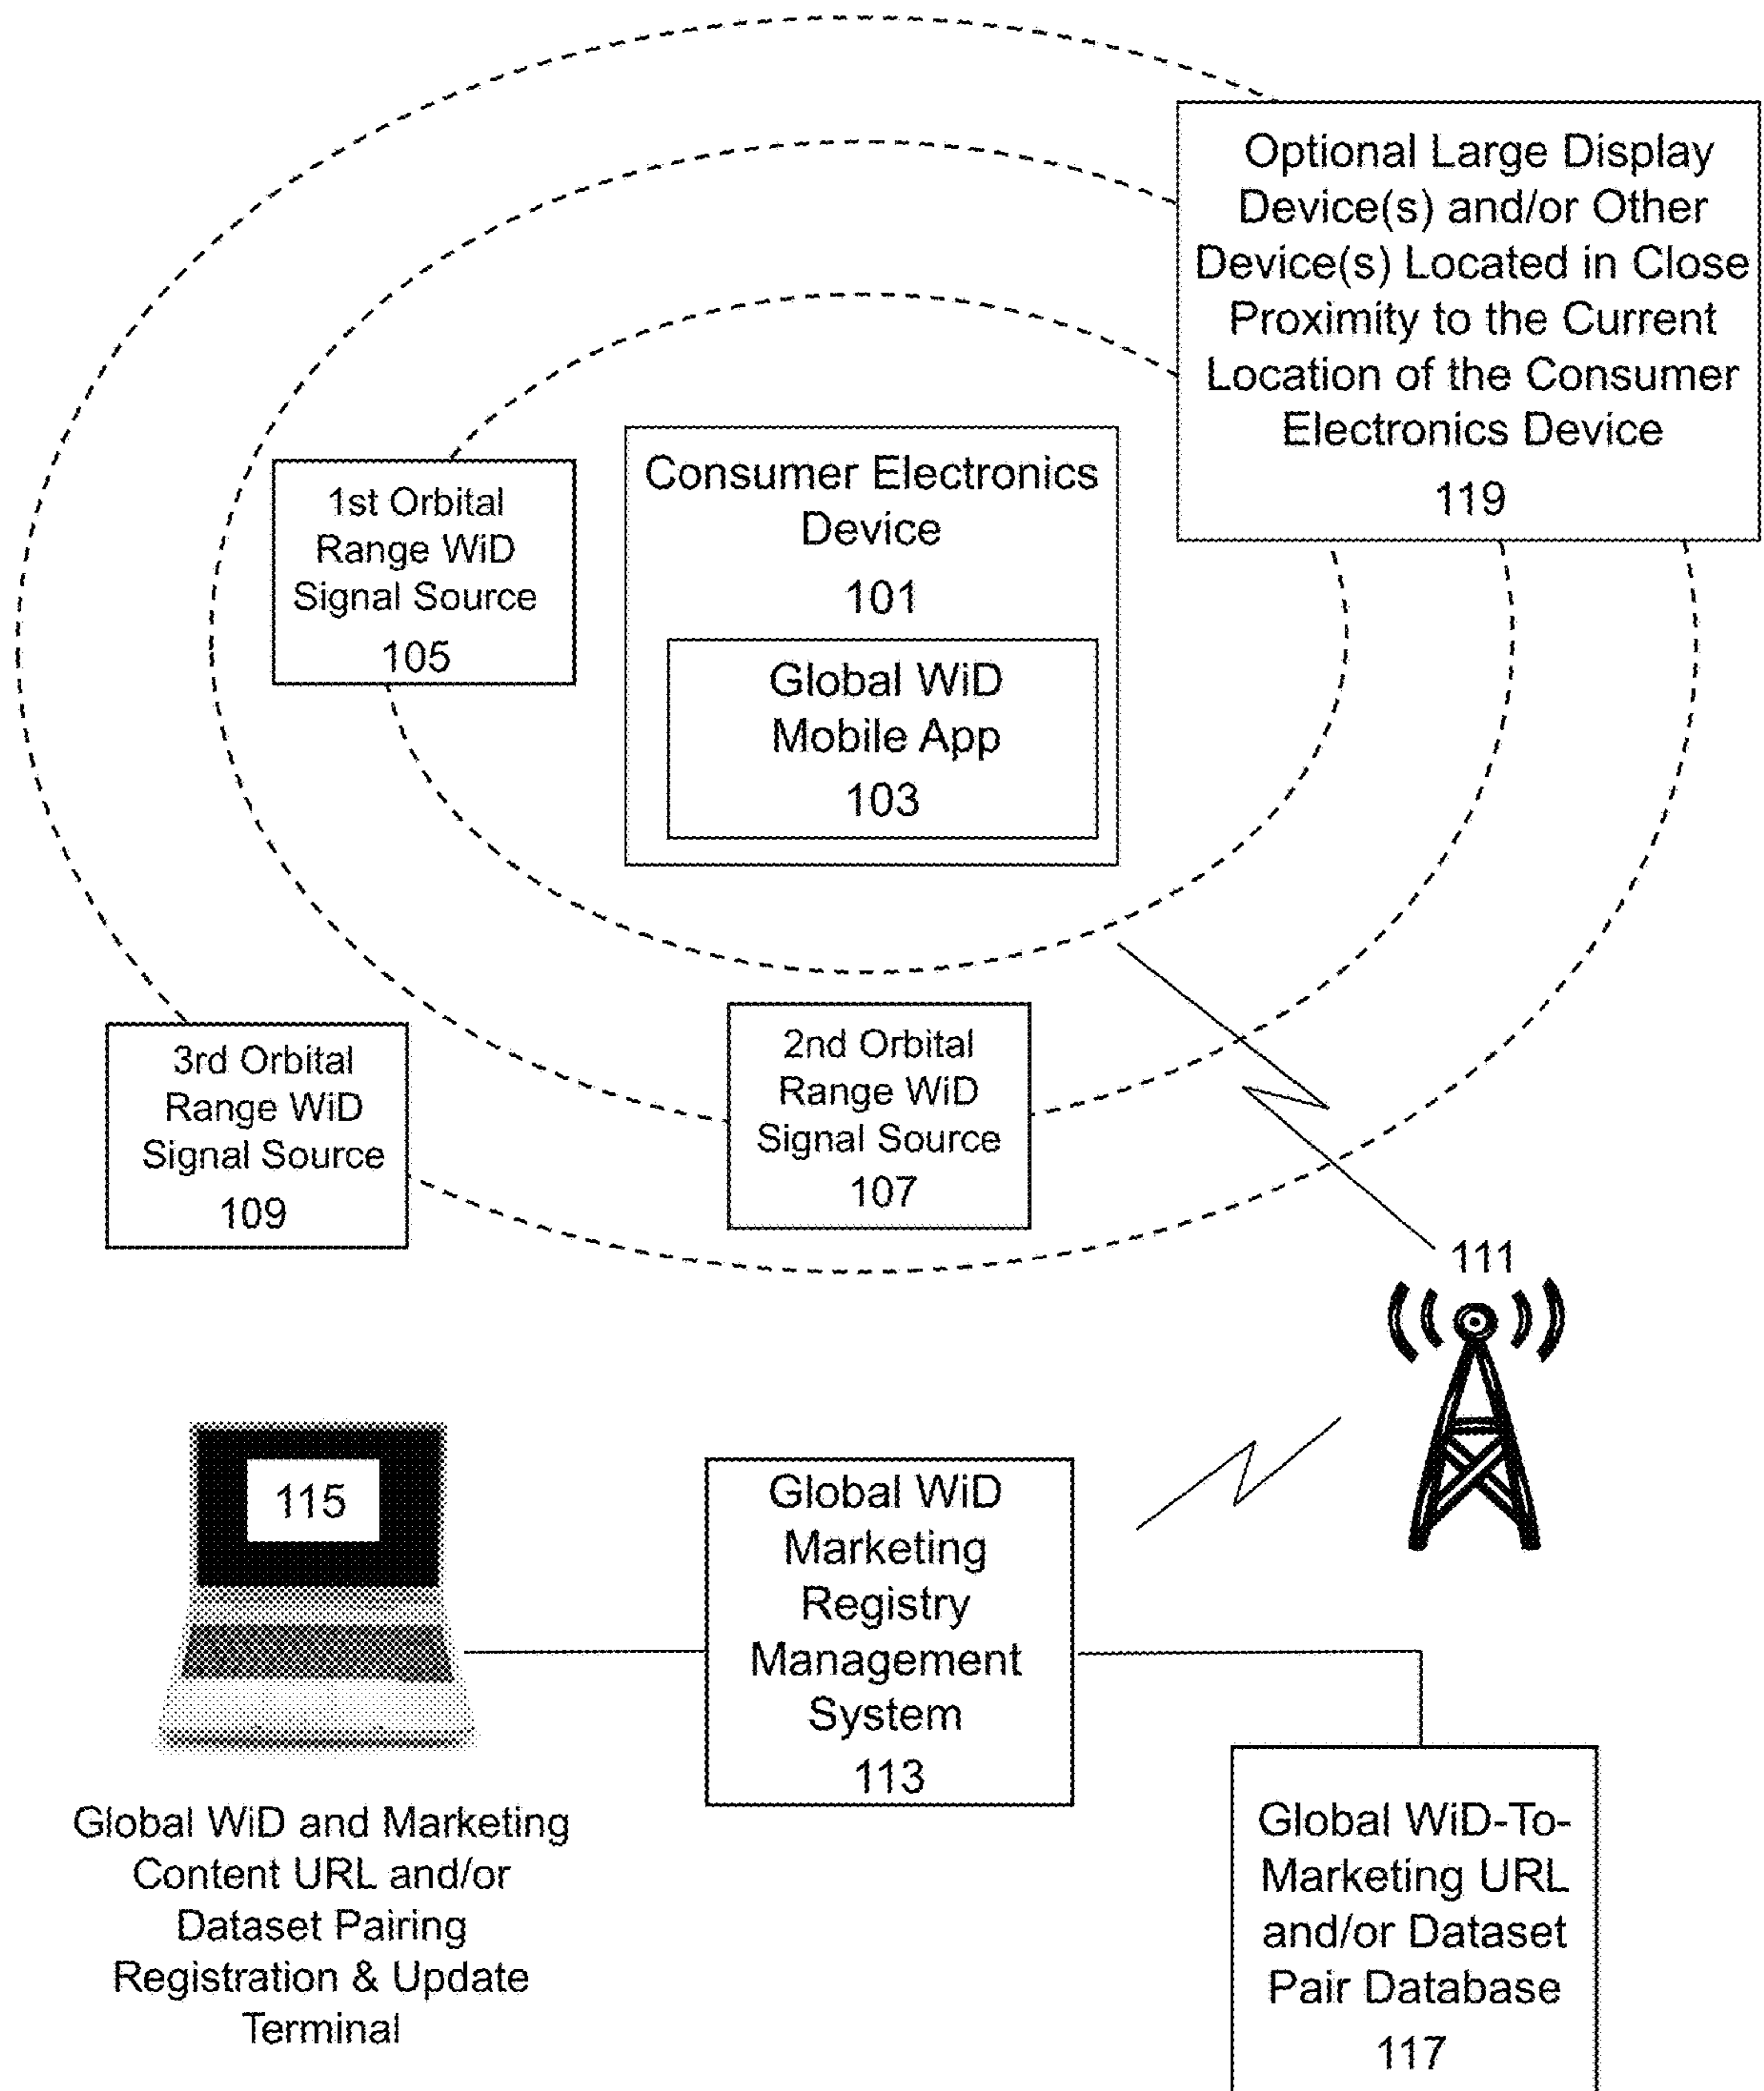 Optional Large Display
Device(s) and/or Other
Device(s) Located in Close
Proximity to the Current
Location of the Consumer
Electronics Device
119
Consumer Electronics
Device
101
Global WiD
Mobile App
103
1st Orbital
Range WiD
Signal Source
105
3rd Orbital
Range WiD
Signal Source
109
2nd Orbital
Range WiD
Signal Source
107
111
115
Global WiD and Marketing
Content URL and/or
Dataset Pairing
Registration & Update
Terminal
Global WiD
Marketing
Registry
Management
System
113
Global WiD-To-
Marketing URL
and/or Dataset
Pair Database
117